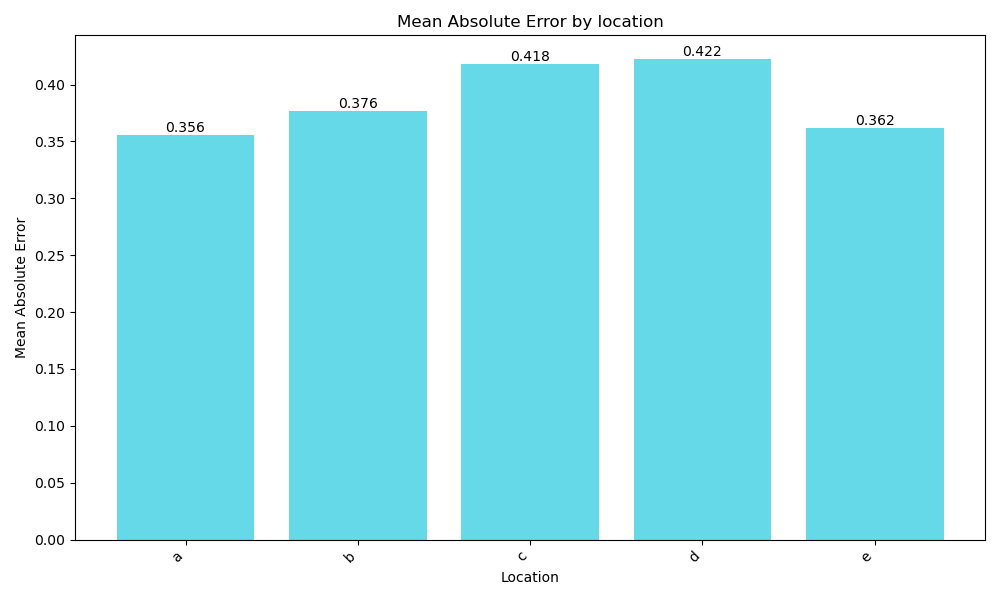 Mean Absolute Error by location
Mean Absolute Error
0.40
0.35
0.30
0.25
0.20
0.15
0.10
0.05
0.00
0.356
0.376
0.418
0.422
0.362
a
b
c
d
e
Location